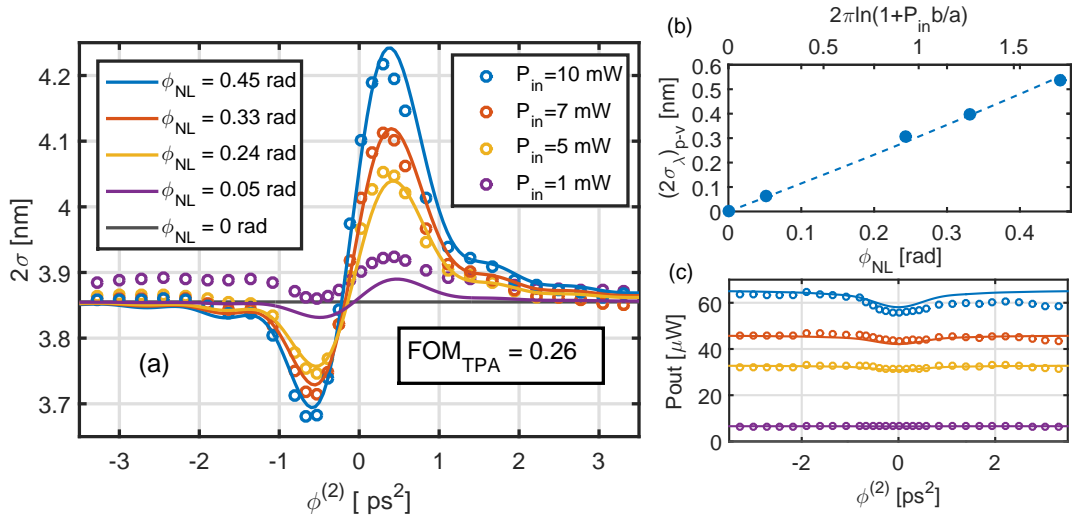 (a)
2σ [nm]
4.2
4.1
4
3.9
3.8
3.7
-3
-2
-1
0
1
2
3
ϕ(2) [ ps2]
ϕNL = 0.45 rad
ϕNL = 0.33 rad
ϕNL = 0.24 rad
ϕNL = 0.05 rad
ϕNL = 0 rad
Pin=10 mW
Pin=7 mW
Pin=5 mW
Pin=1 mW
FOMTPA = 0.26
(b)
2πln(1+Pinb/a)
0
0.5
1
1.5
(2σλ)p-v [nm]
0.6
0.5
0.4
0.3
0.2
0.1
0
0
0.1
0.2
0.3
0.4
ϕNL [rad]
(c)
Pout [μW]
60
40
20
0
-2
0
2
ϕ(2) [ps2]